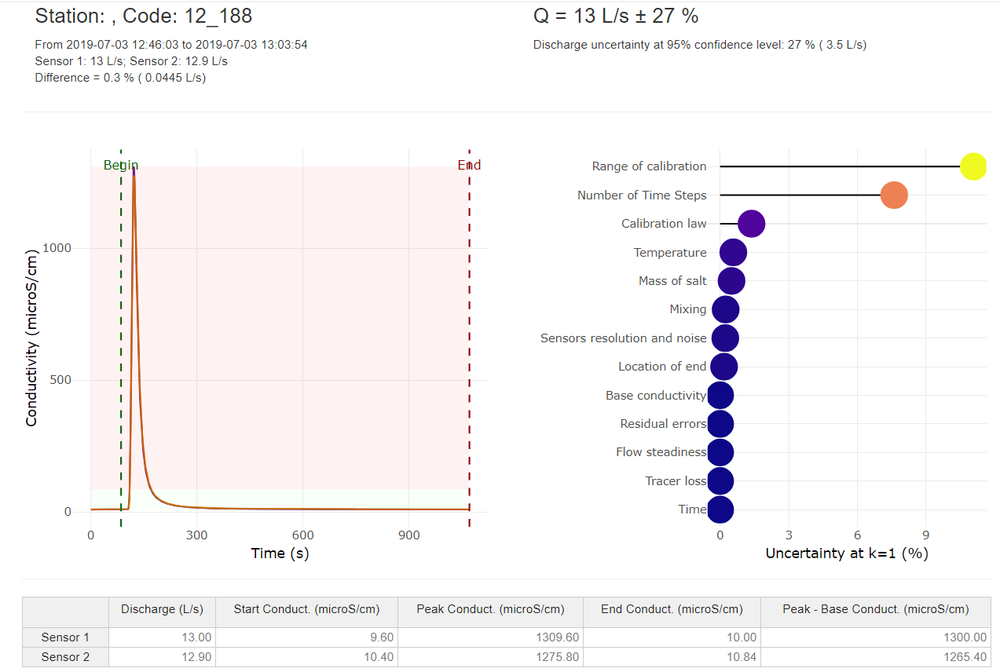 Station: , Code: 12_188
From 2019-07-03 12:46:03 to 2019-07-03 13:03:54
Sensor 1: 13 L/s; Sensor 2: 12.9 L/s
Difference = 0.3 % ( 0.0445 L/s)
Q = 13 L/s ± 27 %
Discharge uncertainty at 95% confidence level: 27 % ( 3.5 L/s)
Begin
End
Conductivity (microS/cm)
1000
500
0
0 300 600 900
Time (s)
Range of calibration
Number of Time Steps
Calibration law
Temperature
Mass of salt
Mixing
Sensors resolution and noise
Location of end
Base conductivity
Residual errors
Flow steadiness
Tracer loss
Time
0 3 6 9
Uncertainty at k=1 (%)
Discharge (L/s) Start Conduct. (microS/cm) Peak Conduct. (microS/cm) End Conduct. (microS/cm) Peak - Base Conduct. (microS/cm)
Sensor 1 13.00 9.60 1309.60 10.00 1300.00
Sensor 2 12.90 10.40 1275.80 10.84 1265.40